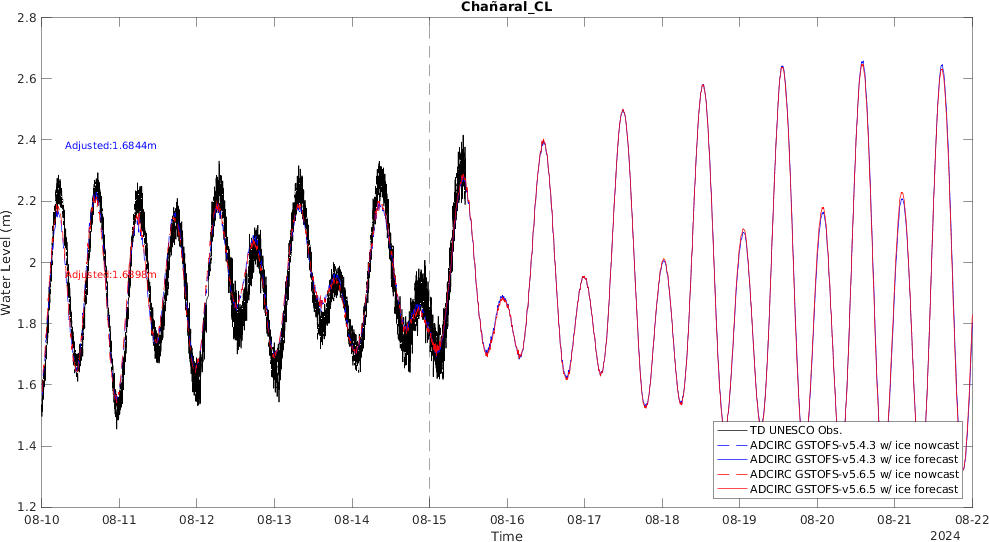 Chañaral_CL
2.8
2.6
2.4
2.2
2
1.8
1.6
1.4
1.2
Water Level (m)
Adjusted:1.6844m
Adjusted:1.6898m
TD UNESCO Obs.
ADCIRC GSTOFS-v5.4.3 w/ ice nowcast
ADCIRC GSTOFS-v5.4.3 w/ ice forecast
ADCIRC GSTOFS-v5.6.5 w/ ice nowcast
ADCIRC GSTOFS-v5.6.5 w/ ice forecast
08-10 08-11 08-12 08-13 08-14 08-15 08-16 08-17 08-18 08-19 08-20 08-21 08-22
Time
2024